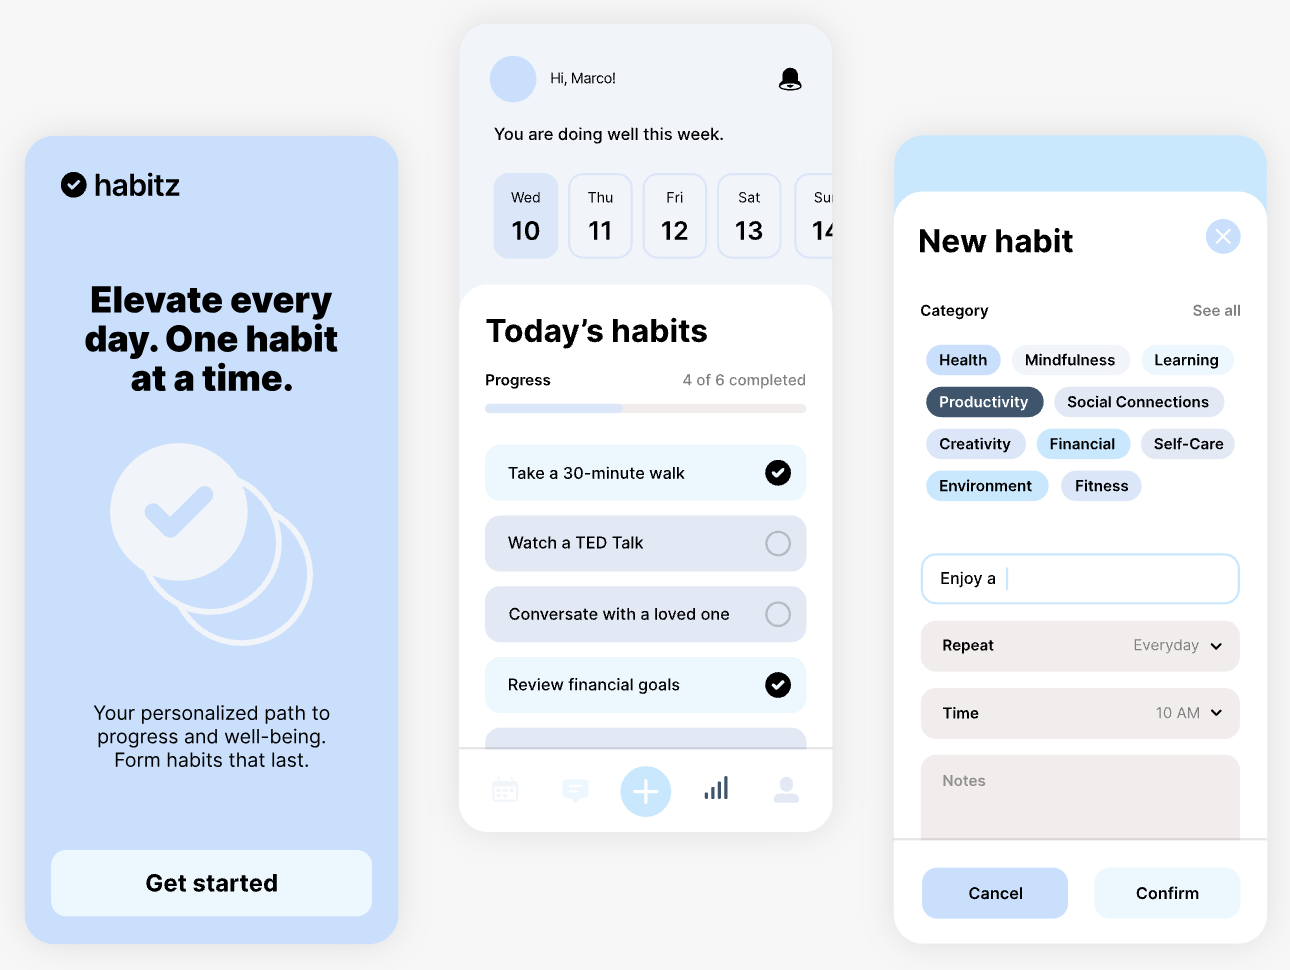 habitz
Elevate every
day. One habit
at a time.
Your personalized path to
progress and well-being.
Form habits that last.
Get started
Hi, Marco!
You are doing well this week.
Wed Thu Fri Sat Sun
10 11 12 13 14
Today's habits
Progress 4 of 6 completed
Take a 30-minute walk
Watch a TED Talk
Conversate with a loved one
Review financial goals
New habit
Category See all
Health Mindfulness Learning
Productivity Social Connections
Creativity Financial Self-Care
Environment Fitness
Enjoy a
Repeat Everyday
Time 10 AM
Notes
Cancel Confirm